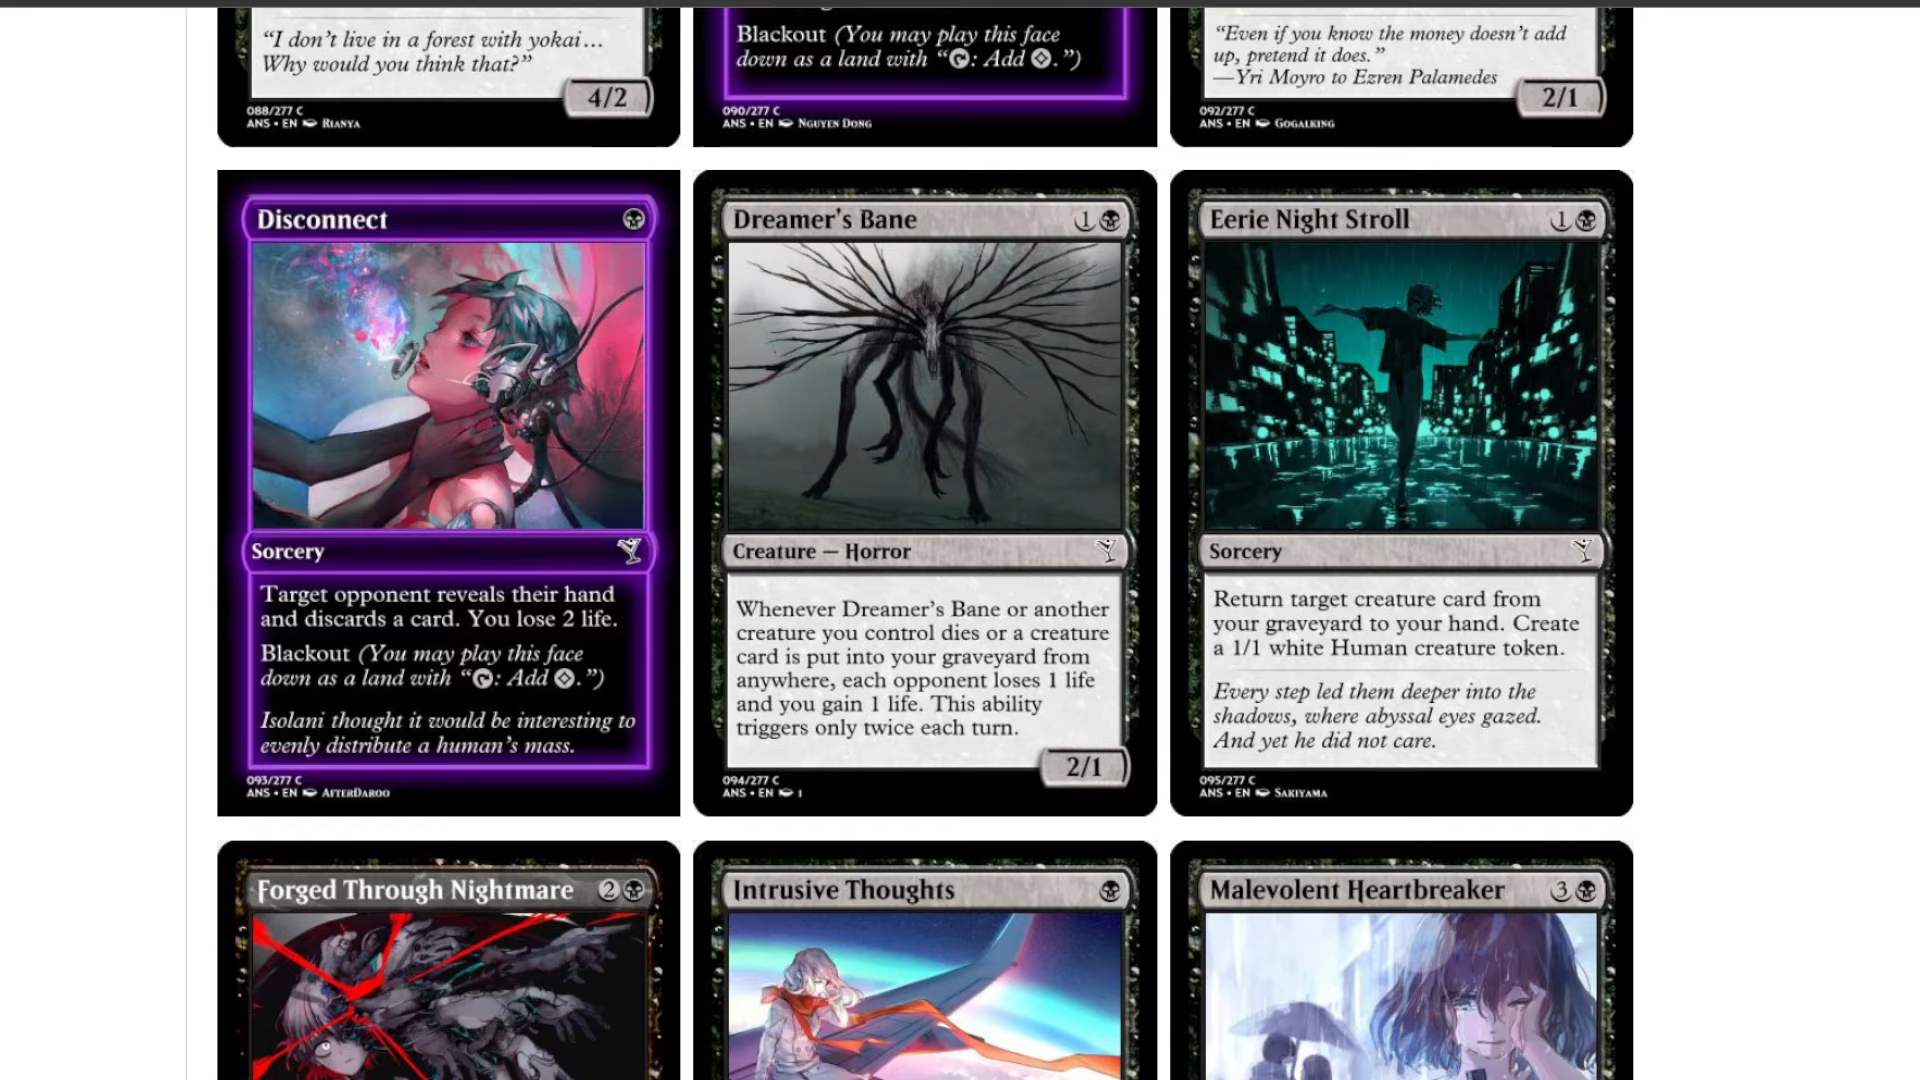 “I don’t live in a forest with yokai…
Why would you think that?”
4/2
088/277 C
ANS • EN Rianya
Blackout (You may play this face
down as a land with “: Add .”)
090/277 C
ANS • EN Nguyen Dong
“Even if you know the money doesn’t add
up, pretend it does.”
—Yri Moyro to Ezren Palamedes
2/1
092/277 C
ANS • EN Gogalking
Disconnect
Sorcery
Target opponent reveals their hand
and discards a card. You lose 2 life.
Blackout (You may play this face
down as a land with “: Add .”)
Isolani thought it would be interesting to
evenly distribute a human’s mass.
093/277 C
ANS • EN AfterDaroo
Dreamer's Bane 1
Creature — Horror
Whenever Dreamer’s Bane or another
creature you control dies or a creature
card is put into your graveyard from
anywhere, each opponent loses 1 life
and you gain 1 life. This ability
triggers only twice each turn.
2/1
094/277 C
ANS • EN 1
Eerie Night Stroll 1
Sorcery
Return target creature card from
your graveyard to your hand. Create
a 1/1 white Human creature token.
Every step led them deeper into the
shadows, where abyssal eyes gazed.
And yet he did not care.
095/277 C
ANS • EN Sakiyama
Forged Through Nightmare 2
Intrusive Thoughts
Malevolent Heartbreaker 3